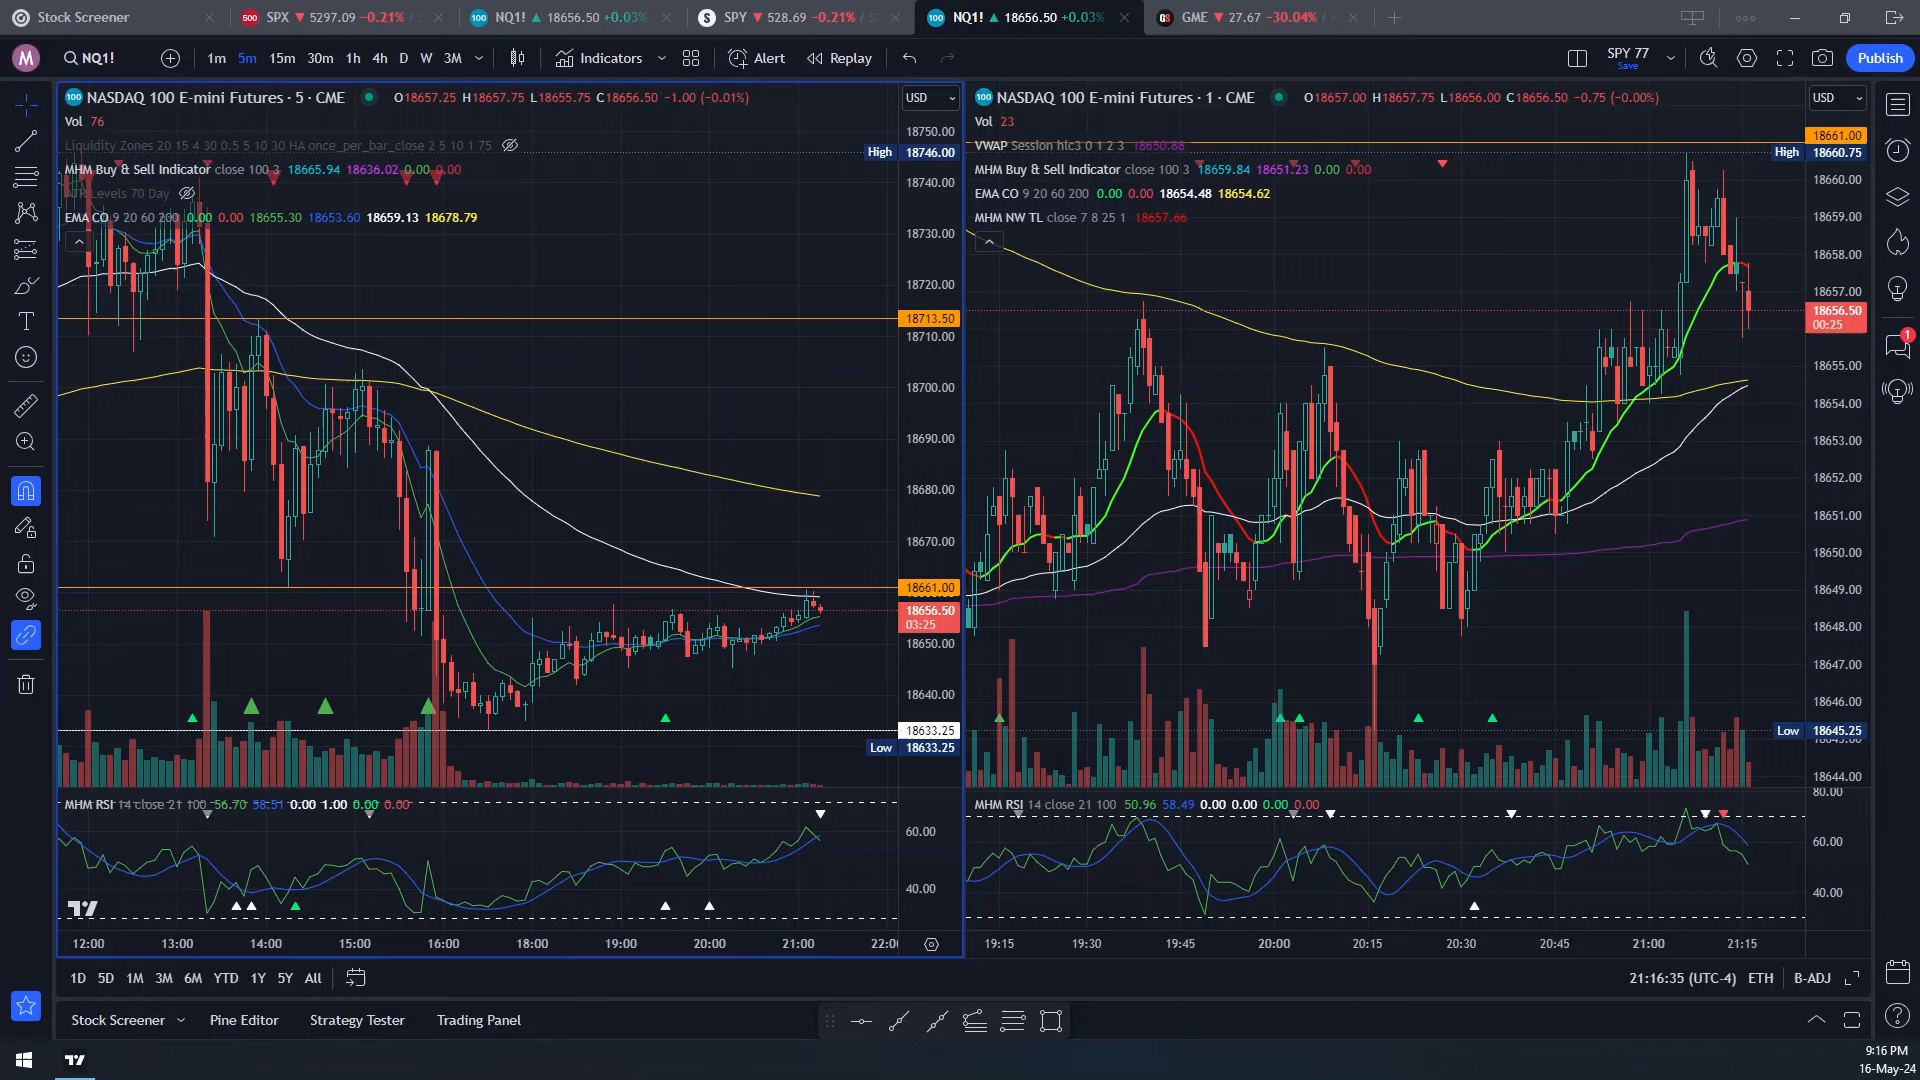 Stock Screener
500 SPX ▼ 5297.09 −0.21% / S
100 NQ1! ▲ 18656.50 +0.03%
S SPY ▼ 528.69 −0.21% / S
100 NQ1! ▲ 18656.50 +0.03%
GS GME ▼ 27.67 −30.04% /
M NQ1! 1m 5m 15m 30m 1h 4h D W 3M Indicators Alert Replay
SPY 77
Save
Publish
100 NASDAQ 100 E-mini Futures · 5 · CME O18657.25 H18657.75 L18655.75 C18656.50 −1.00 (−0.01%)
USD
Vol 76
Liquidity Zones 20 15 4 30 0.5 5 10 30 HA once_per_bar_close 2 5 10 1 75
MHM Buy & Sell Indicator close 100 3 18665.94 18636.02 0.00 0.00
ATR Levels 70 Day
EMA CO 9 20 60 200 0.00 0.00 18655.30 18653.60 18659.13 18678.79
18750.00
High 18746.00
18740.00
18730.00
18720.00
18713.50
18710.00
18700.00
18690.00
18680.00
18670.00
18661.00
18656.50
03:25
18650.00
18640.00
18633.25
Low 18633.25
MHM RSI 14 close 21 100 56.70 58.51 0.00 1.00 0.00 0.00
60.00
40.00
12:00 13:00 14:00 15:00 16:00 18:00 19:00 20:00 21:00 22:00
100 NASDAQ 100 E-mini Futures · 1 · CME O18657.00 H18657.75 L18656.00 C18656.50 −0.75 (−0.00%)
USD
Vol 23
VWAP Session hlc3 0 1 2 3 18650.88
MHM Buy & Sell Indicator close 100 3 18659.84 18651.23 0.00 0.00
EMA CO 9 20 60 200 0.00 0.00 18654.48 18654.62
MHM NW TL close 7 8 25 1 18657.66
18661.00
High 18660.75
18660.00
18659.00
18658.00
18657.00
18656.50
00:25
18655.00
18654.00
18653.00
18652.00
18651.00
18650.00
18649.00
18648.00
18647.00
18646.00
Low 18645.25
18644.00
MHM RSI 14 close 21 100 50.96 58.49 0.00 0.00 0.00 0.00
80.00
60.00
40.00
19:15 19:30 19:45 20:00 20:15 20:30 20:45 21:00 21:15
1
1D 5D 1M 3M 6M YTD 1Y 5Y All
21:16:35 (UTC-4) ETH B-ADJ
Stock Screener Pine Editor Strategy Tester Trading Panel
9:16 PM
16-May-24